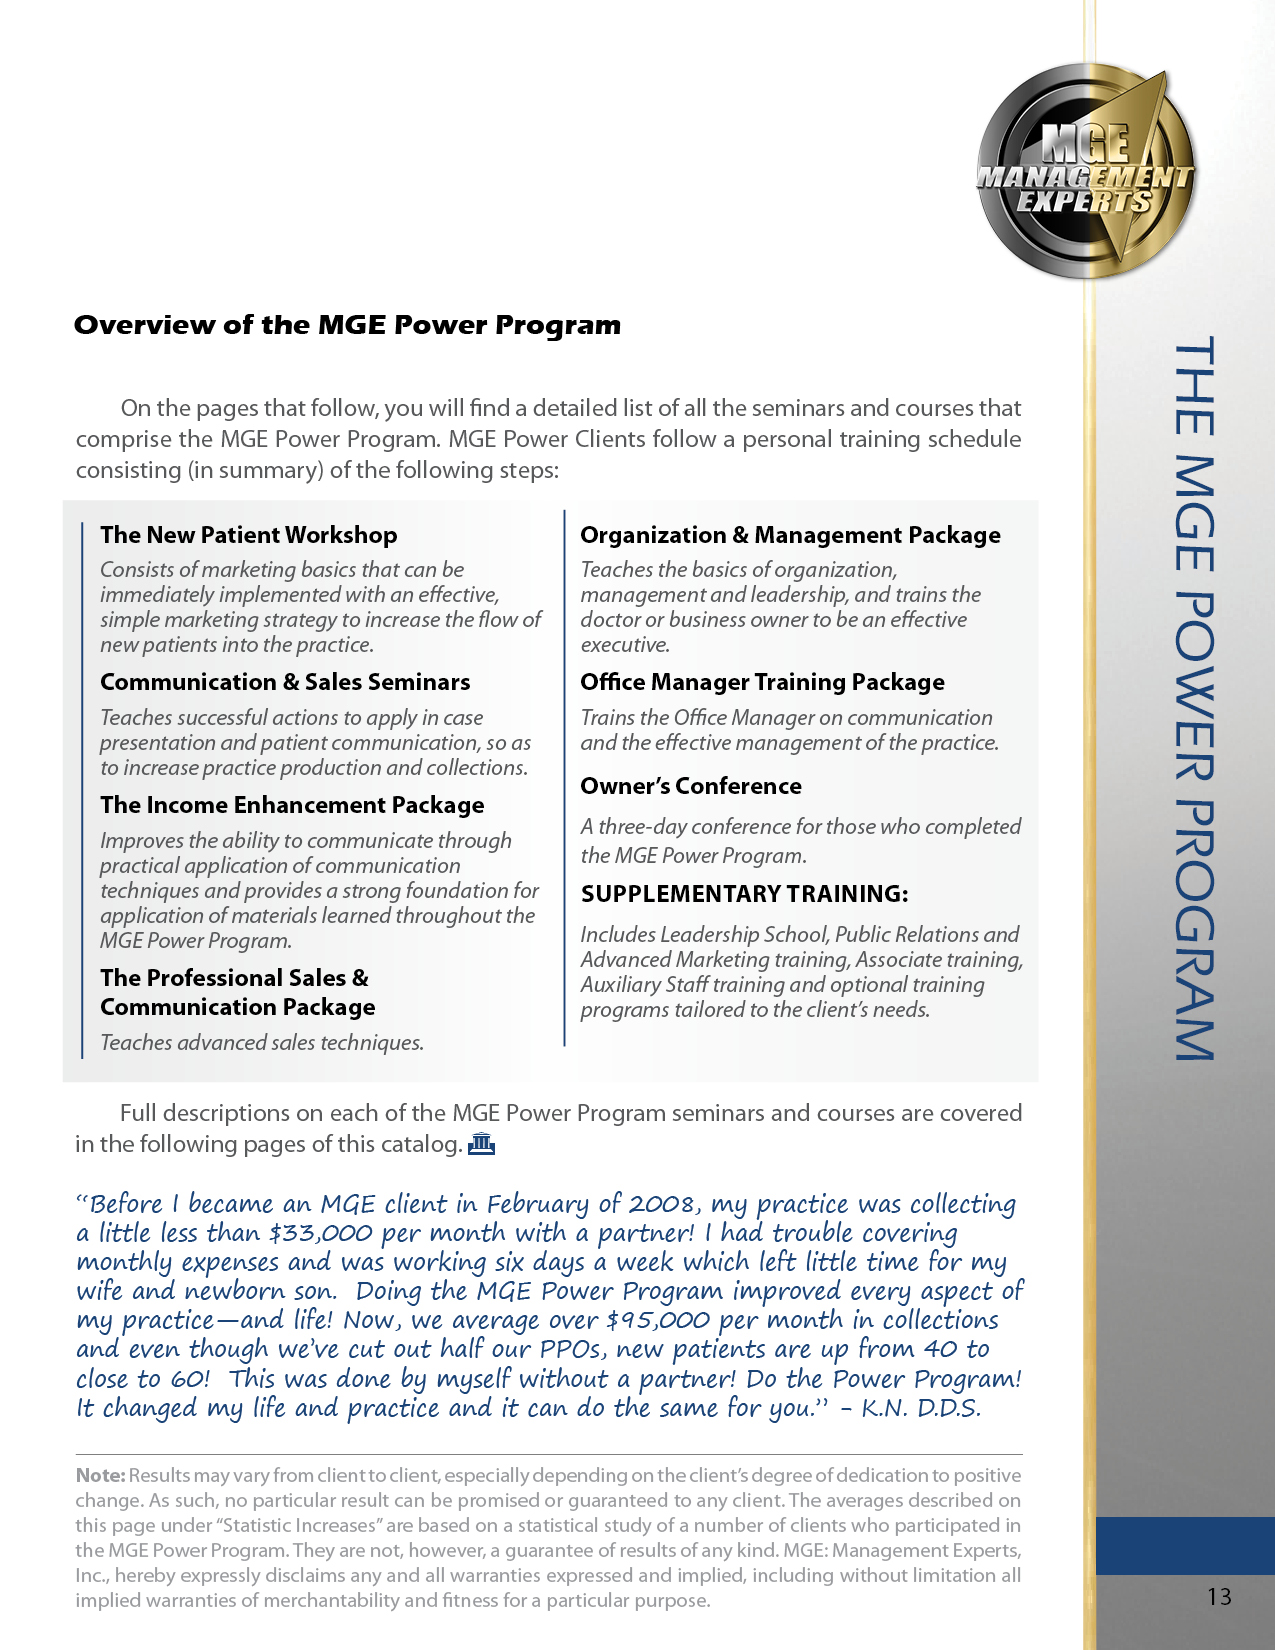 MGE
MANAGEMENT
EXPERTS
Overview of the MGE Power Program
On the pages that follow, you will find a detailed list of all the seminars and courses that
comprise the MGE Power Program. MGE Power Clients follow a personal training schedule
consisting (in summary) of the following steps:
The New Patient Workshop
Consists of marketing basics that can be
immediately implemented with an effective,
simple marketing strategy to increase the flow of
new patients into the practice.
Communication & Sales Seminars
Teaches successful actions to apply in case
presentation and patient communication, so as
to increase practice production and collections.
The Income Enhancement Package
Improves the ability to communicate through
practical application of communication
techniques and provides a strong foundation for
application of materials learned throughout the
MGE Power Program.
The Professional Sales &
Communication Package
Teaches advanced sales techniques.
Organization & Management Package
Teaches the basics of organization,
management and leadership, and trains the
doctor or business owner to be an effective
executive.
Office Manager Training Package
Trains the Office Manager on communication
and the effective management of the practice.
Owner's Conference
A three-day conference for those who completed
the MGE Power Program.
SUPPLEMENTARY TRAINING:
Includes Leadership School, Public Relations and
Advanced Marketing training, Associate training,
Auxiliary Staff training and optional training
programs tailored to the client's needs.
Full descriptions on each of the MGE Power Program seminars and courses are covered
in the following pages of this catalog.
“Before I became an MGE client in February of 2008, my practice was collecting
a little less than $33,000 per month with a partner! I had trouble covering
monthly expenses and was working six days a week which left little time for my
wife and newborn son. Doing the MGE Power Program improved every aspect of
my practice—and life! Now, we average over $95,000 per month in collections
and even though we've cut out half our PPOs, new patients are up from 40 to
close to 60! This was done by myself without a partner! Do the Power Program!
It changed my life and practice and it can do the same for you.” - K.N. D.D.S.
Note: Results may vary from client to client, especially depending on the client's degree of dedication to positive
change. As such, no particular result can be promised or guaranteed to any client. The averages described on
this page under “Statistic Increases” are based on a statistical study of a number of clients who participated in
the MGE Power Program. They are not, however, a guarantee of results of any kind. MGE: Management Experts,
Inc., hereby expressly disclaims any and all warranties expressed and implied, including without limitation all
implied warranties of merchantability and fitness for a particular purpose.
THE MGE POWER PROGRAM
13